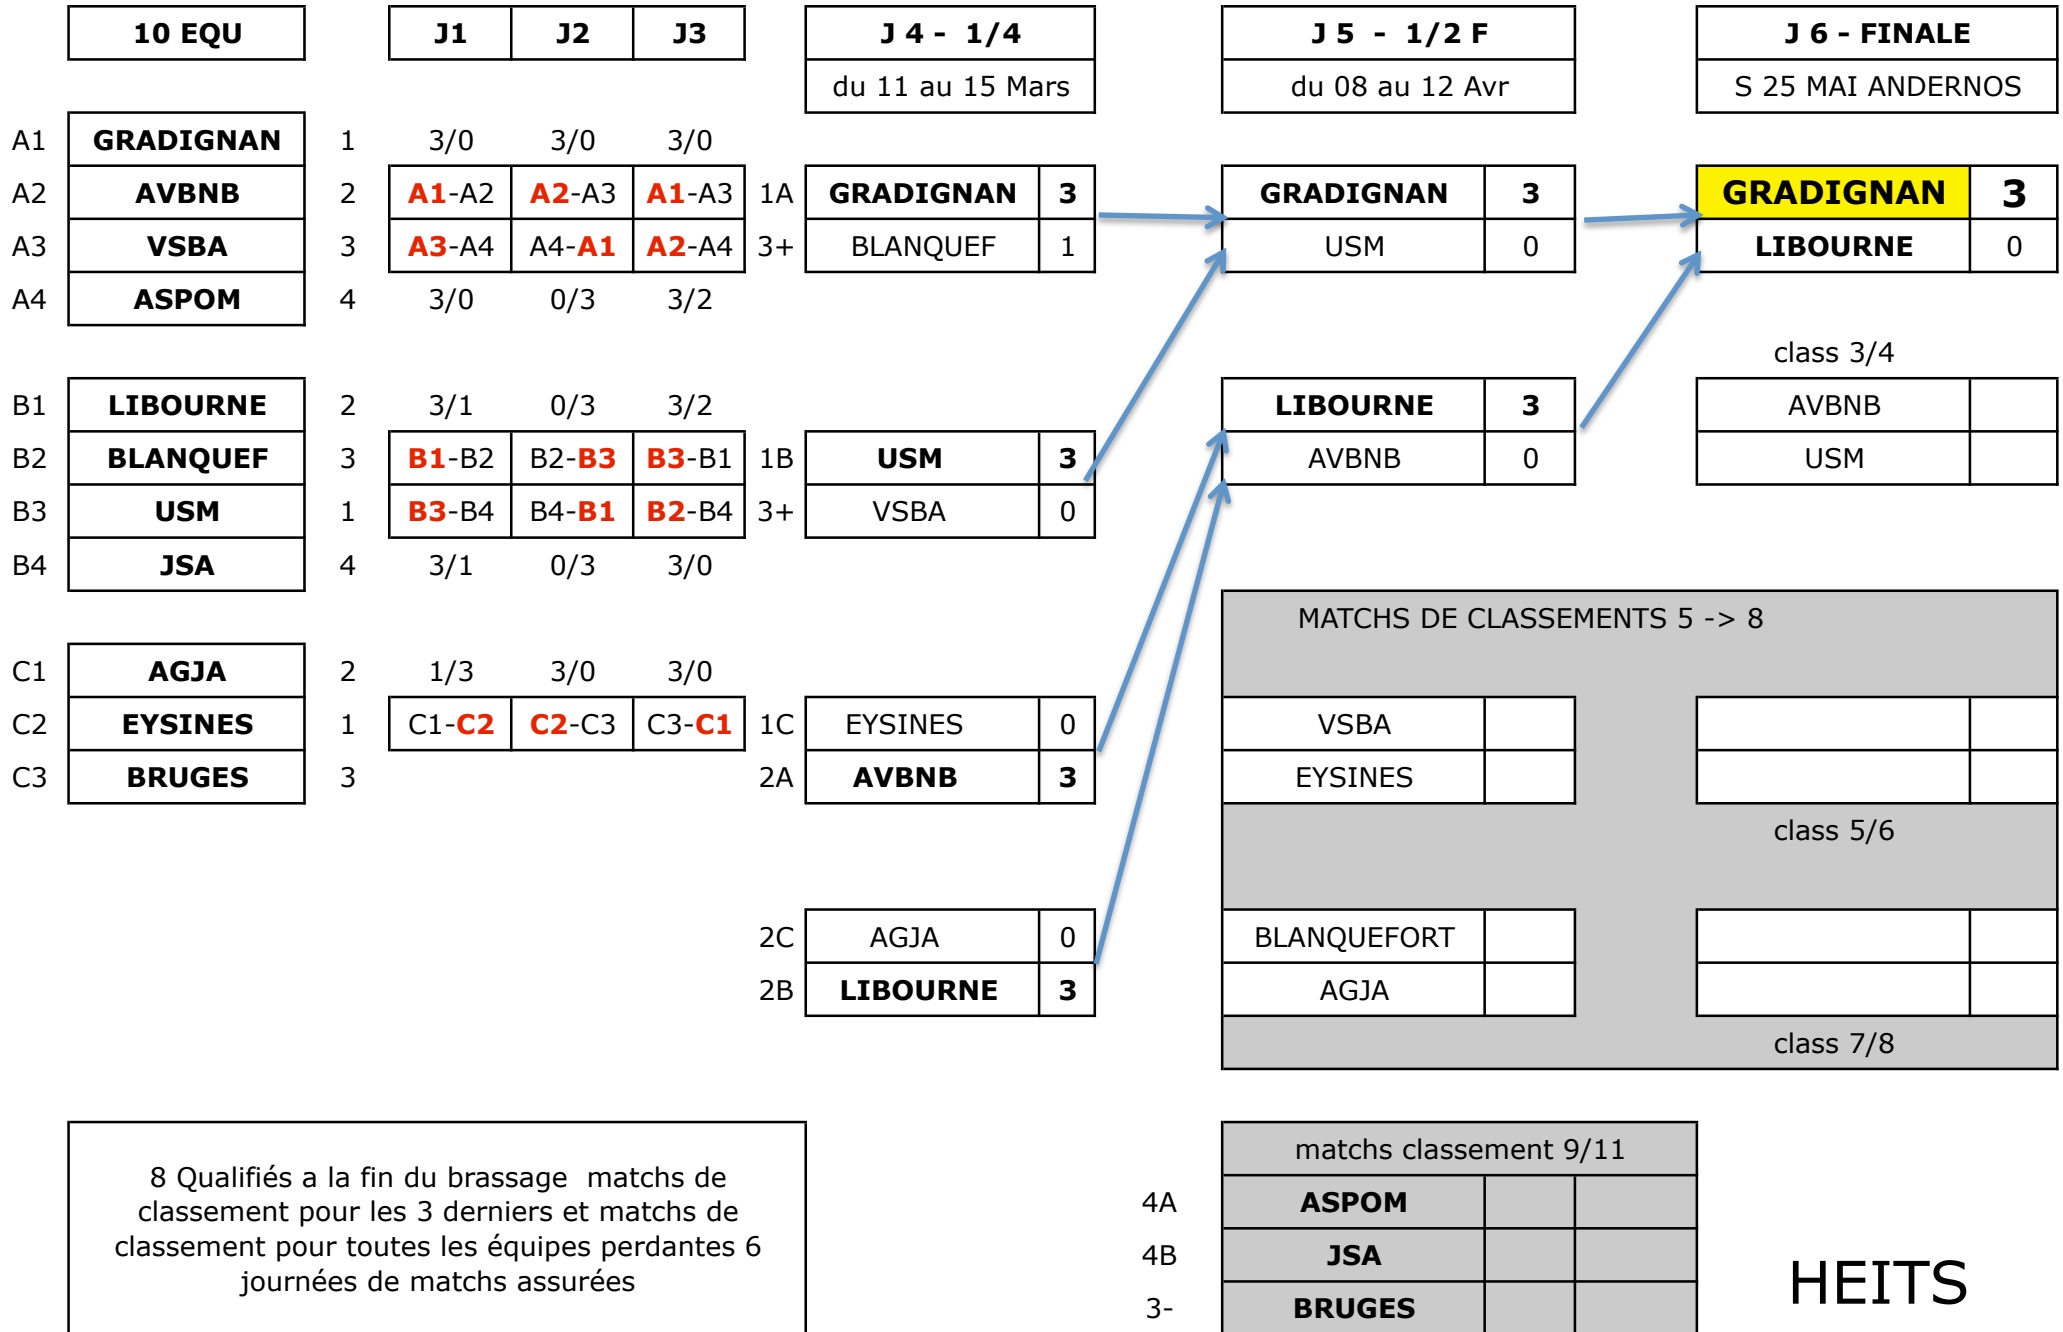 10 EQU J1 J2 J3 J 4 - 1/4 J 5 - 1/2 F J 6 - FINALE
du 11 au 15 Mars du 08 au 12 Avr S 25 MAI ANDERNOS
A1 GRADIGNAN 1 3/0 3/0 3/0
A2 AVBNB 2 A1-A2 A2-A3 A1-A3 1A GRADIGNAN 3 GRADIGNAN 3 GRADIGNAN 3
A3 VSBA 3 A3-A4 A4-A1 A2-A4 3+ BLANQUEF 1 USM 0 LIBOURNE 0
A4 ASPOM 4 3/0 0/3 3/2
class 3/4
B1 LIBOURNE 2 3/1 0/3 3/2 LIBOURNE 3 AVBNB
B2 BLANQUEF 3 B1-B2 B2-B3 B3-B1 1B USM 3 AVBNB 0 USM
B3 USM 1 B3-B4 B4-B1 B2-B4 3+ VSBA 0
B4 JSA 4 3/1 0/3 3/0
MATCHS DE CLASSEMENTS 5 -> 8
C1 AGJA 2 1/3 3/0 3/0
C2 EYSINES 1 C1-C2 C2-C3 C3-C1 1C EYSINES 0 VSBA
C3 BRUGES 3 2A AVBNB 3 EYSINES
class 5/6
2C AGJA 0 BLANQUEFORT
2B LIBOURNE 3 AGJA
class 7/8
matchs classement 9/11
8 Qualifiés a la fin du brassage matchs de
classement pour les 3 derniers et matchs de
classement pour toutes les équipes perdantes 6
journées de matchs assurées
4A ASPOM
4B JSA
3- BRUGES
HEITS